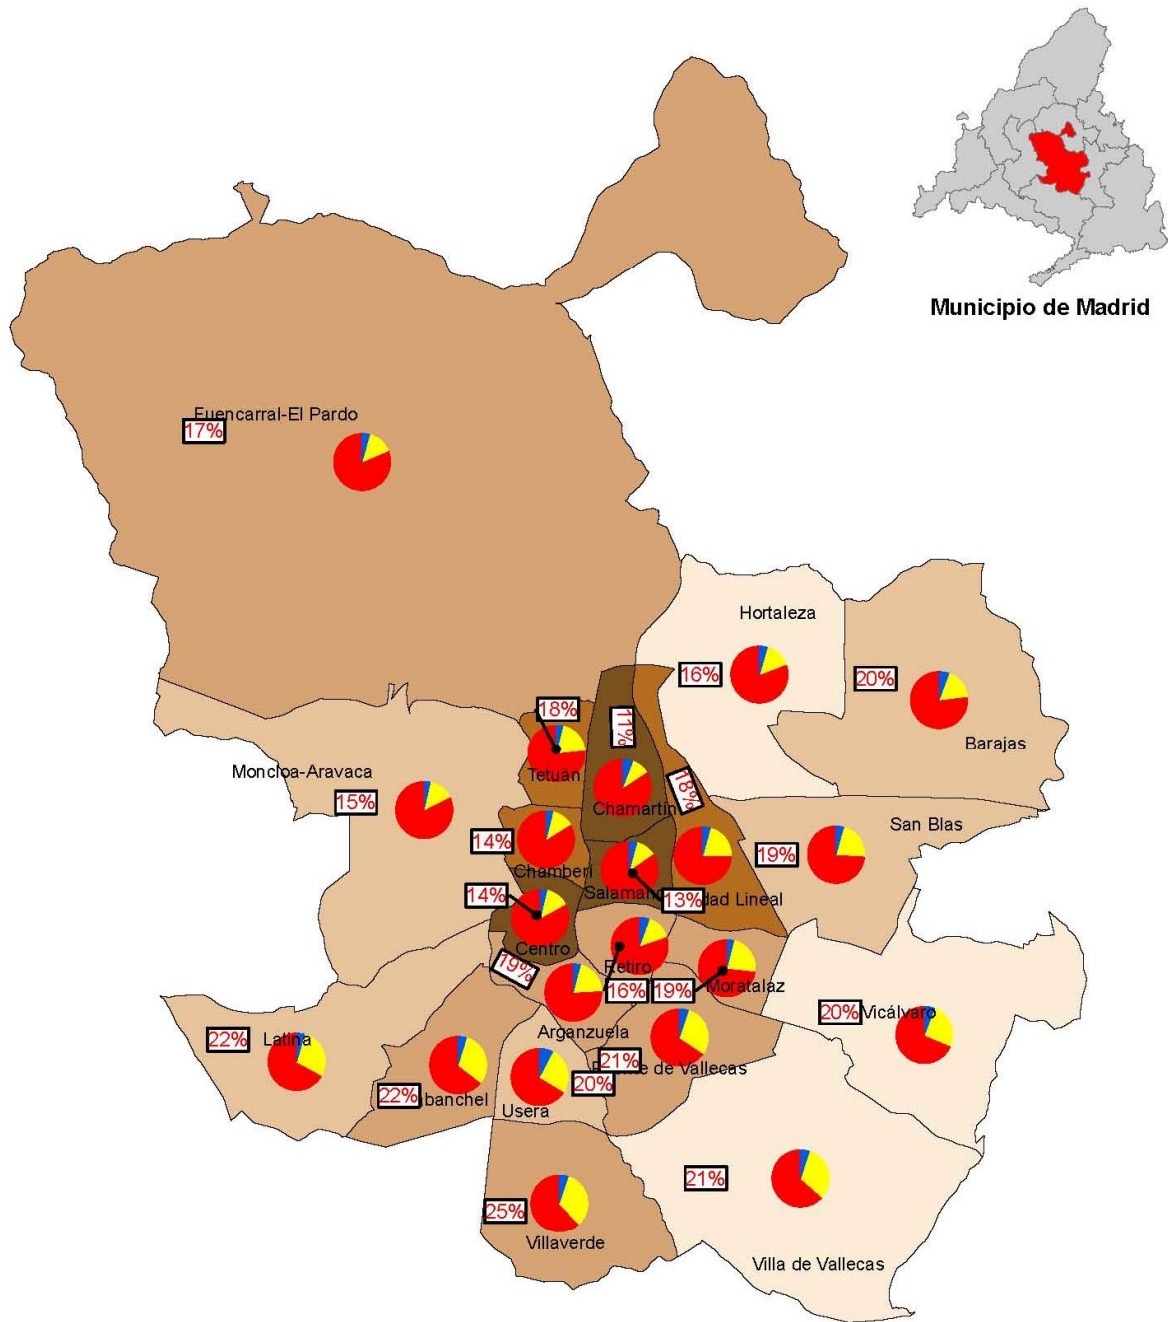 Municipio de Madrid
Fuencarral-El Pardo
17%
Hortaleza
16%
20%
Barajas
18%
11%
Tetuán
Moncloa-Aravaca
15%
Chamartín
18%
San Blas
14%
19%
Chamberí
14%
Salaman
13%
dad Lineal
Centro
19%
Retiro
16%
19%
Moratalaz
20%
Vicálvaro
Arganzuela
22%
Latina
21%
de Vallecas
20%
22%
banchel
Usera
21%
25%
Villaverde
Villa de Vallecas